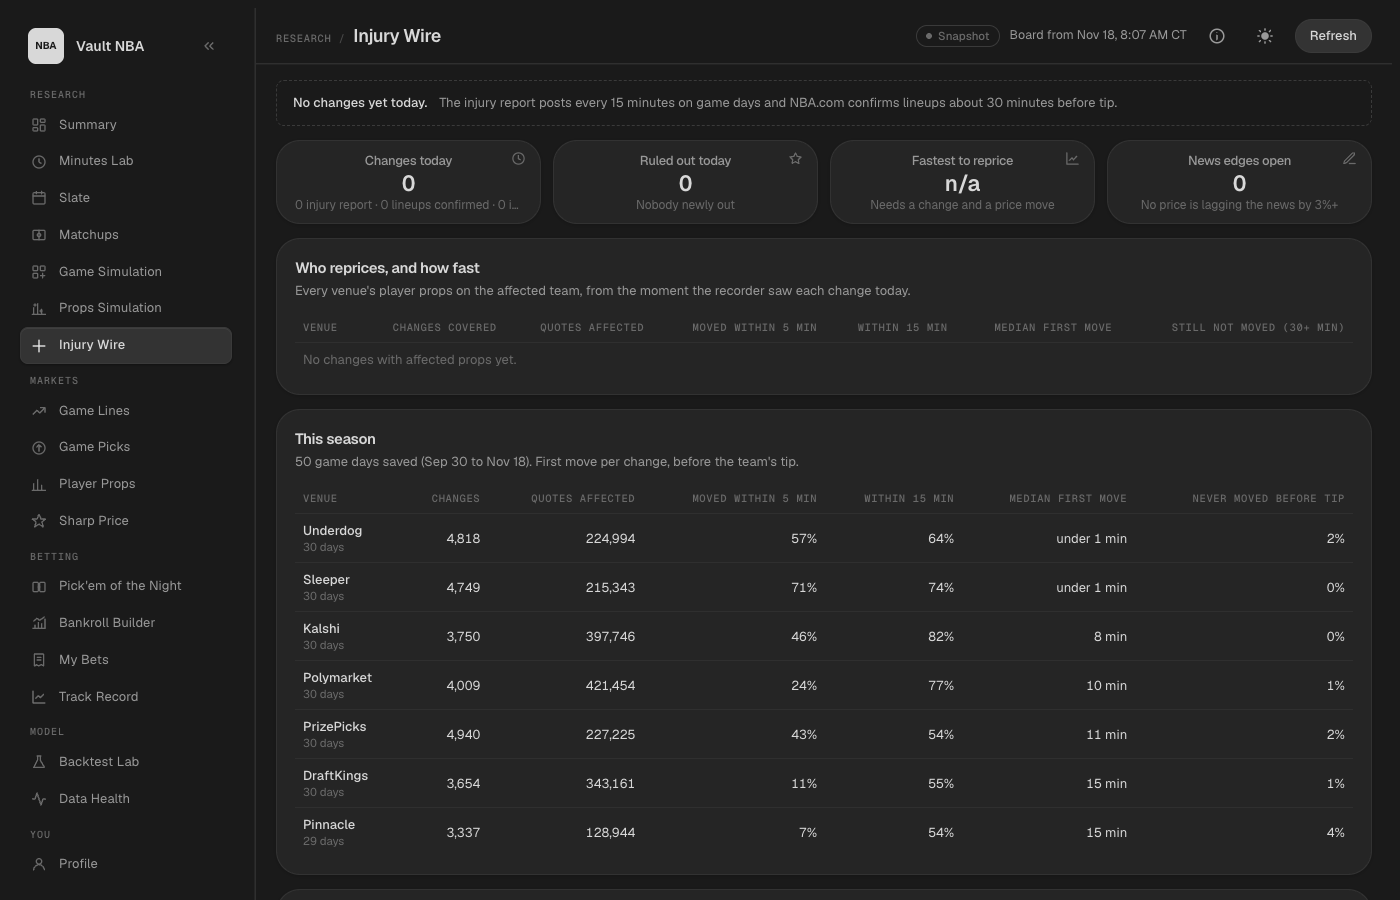 NBA
Vault NBA
RESEARCH
Summary
Minutes Lab
Slate
Matchups
Game Simulation
Props Simulation
Injury Wire
MARKETS
Game Lines
Game Picks
Player Props
Sharp Price
BETTING
Pick'em of the Night
Bankroll Builder
My Bets
Track Record
MODEL
Backtest Lab
Data Health
YOU
Profile
RESEARCH / Injury Wire
Snapshot Board from Nov 18, 8:07 AM CT Refresh
No changes yet today. The injury report posts every 15 minutes on game days and NBA.com confirms lineups about 30 minutes before tip.
Changes today
0
0 injury report · 0 lineups confirmed · 0 i...
Ruled out today
0
Nobody newly out
Fastest to reprice
n/a
Needs a change and a price move
News edges open
0
No price is lagging the news by 3%+
Who reprices, and how fast
Every venue's player props on the affected team, from the moment the recorder saw each change today.
VENUE CHANGES COVERED QUOTES AFFECTED MOVED WITHIN 5 MIN WITHIN 15 MIN MEDIAN FIRST MOVE STILL NOT MOVED (30+ MIN)
No changes with affected props yet.
This season
50 game days saved (Sep 30 to Nov 18). First move per change, before the team's tip.
VENUE CHANGES QUOTES AFFECTED MOVED WITHIN 5 MIN WITHIN 15 MIN MEDIAN FIRST MOVE NEVER MOVED BEFORE TIP
Underdog 4,818 224,994 57% 64% under 1 min 2%
30 days
Sleeper 4,749 215,343 71% 74% under 1 min 0%
30 days
Kalshi 3,750 397,746 46% 82% 8 min 0%
30 days
Polymarket 4,009 421,454 24% 77% 10 min 1%
30 days
PrizePicks 4,940 227,225 43% 54% 11 min 2%
30 days
DraftKings 3,654 343,161 11% 55% 15 min 1%
30 days
Pinnacle 3,337 128,944 7% 54% 15 min 4%
29 days